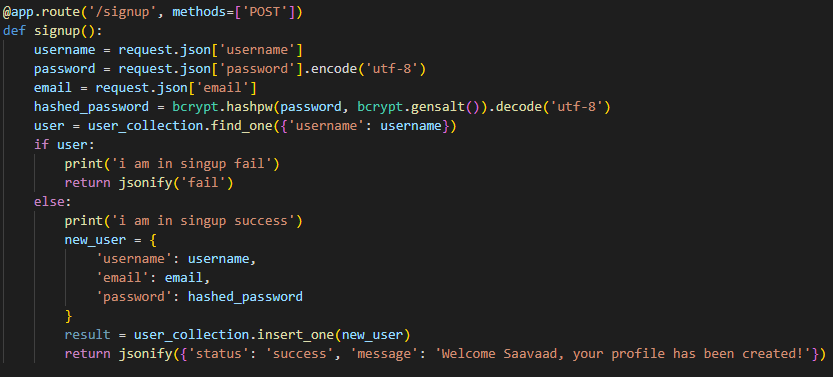 @app.route('/signup', methods=['POST'])
def signup():
    username = request.json['username']
    password = request.json['password'].encode('utf-8')
    email = request.json['email']
    hashed_password = bcrypt.hashpw(password, bcrypt.gensalt()).decode('utf-8')
    user = user_collection.find_one({'username': username})
    if user:
        print('i am in singup fail')
        return jsonify('fail')
    else:
        print('i am in singup success')
        new_user = {
            'username': username,
            'email': email,
            'password': hashed_password
        }
        result = user_collection.insert_one(new_user)
        return jsonify({'status': 'success', 'message': 'Welcome Saavaad, your profile has been created!'})